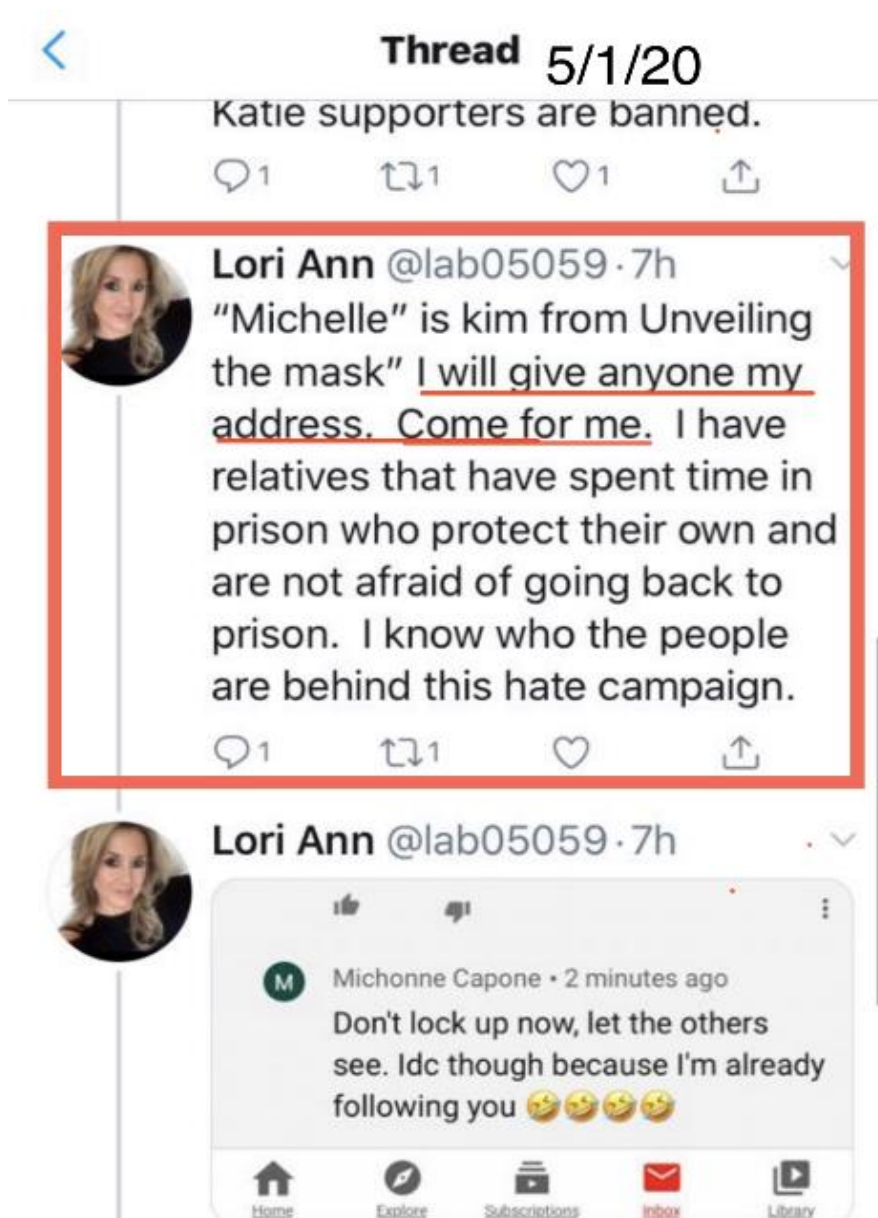 Thread 5/1/20
Katie supporters are banned.
1 1 1
Lori Ann @lab05059 · 7h
“Michelle” is kim from Unveiling
the mask” I will give anyone my
address. Come for me. I have
relatives that have spent time in
prison who protect their own and
are not afraid of going back to
prison. I know who the people
are behind this hate campaign.
1 1
Lori Ann @lab05059 · 7h
M Michonne Capone • 2 minutes ago
Don't lock up now, let the others
see. Idc though because I'm already
following you 🤣🤣🤣🤣
Home Explore Subscriptions Inbox Library